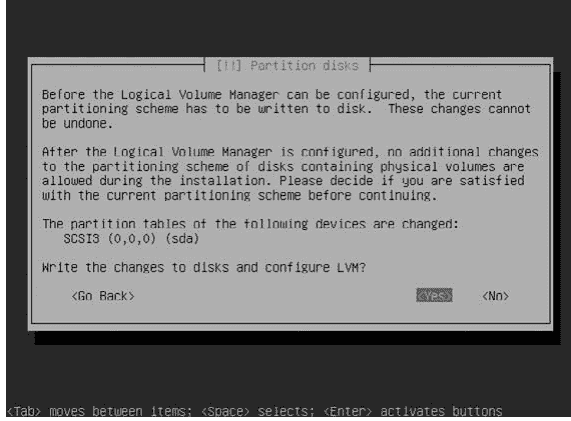 [!!] Partition disks
Before the Logical Volume Manager can be configured, the current
partitioning scheme has to be written to disk.  These changes cannot
be undone.
After the Logical Volume Manager is configured, no additional changes
to the partitioning scheme of disks containing physical volumes are
allowed during the installation. Please decide if you are satisfied
with the current partitioning scheme before continuing.
The partition tables of the following devices are changed:
SCSI3 (0,0,0) (sda)
Write the changes to disks and configure LVM?
<Go Back> <Yes> <No>
<Tab> moves between items; <Space> selects; <Enter> activates buttons